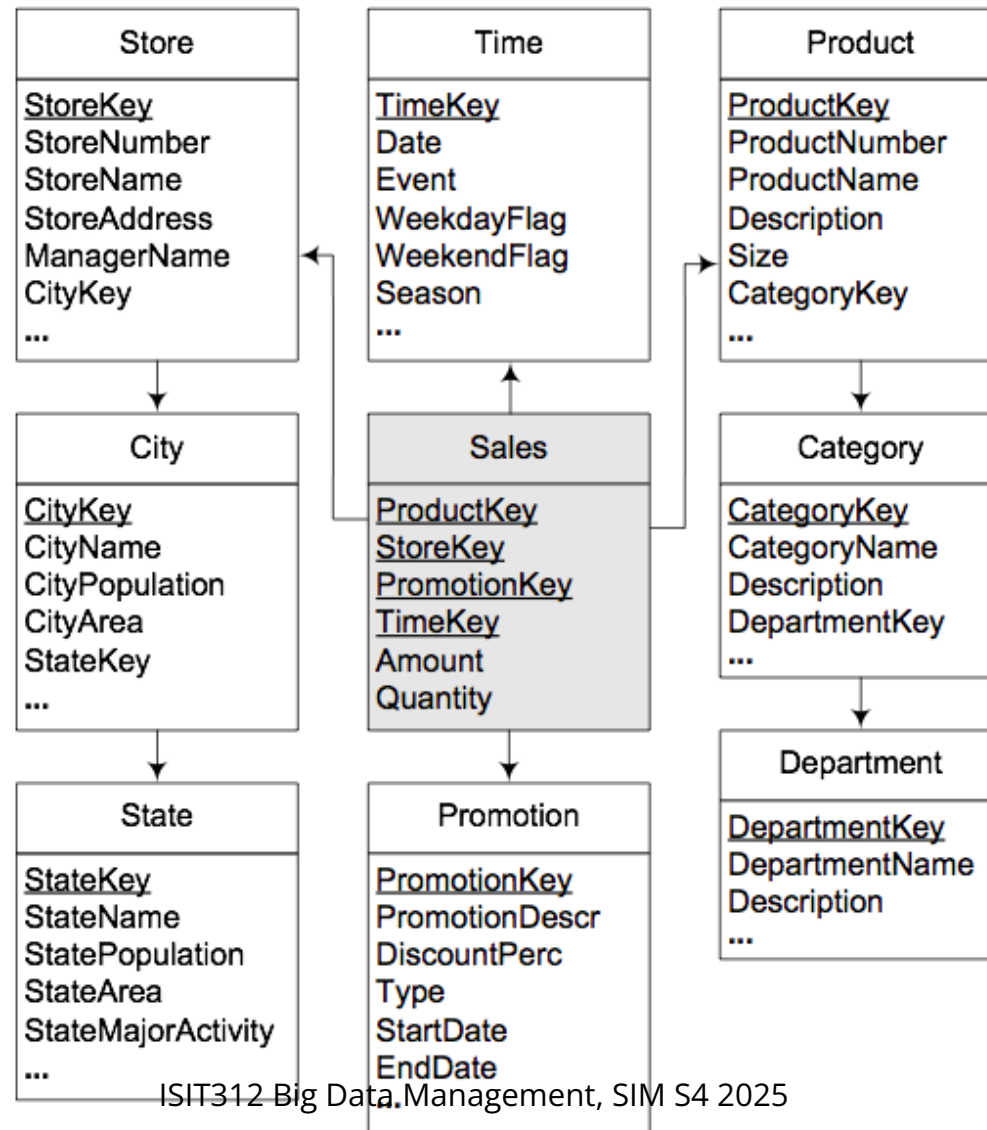 Store
StoreKey
StoreNumber
StoreName
StoreAddress
ManagerName
CityKey
...
Time
TimeKey
Date
Event
WeekdayFlag
WeekendFlag
Season
...
Product
ProductKey
ProductNumber
ProductName
Description
Size
CategoryKey
...
City
CityKey
CityName
CityPopulation
CityArea
StateKey
...
Sales
ProductKey
StoreKey
PromotionKey
TimeKey
Amount
Quantity
Category
CategoryKey
CategoryName
Description
DepartmentKey
...
State
StateKey
StateName
StatePopulation
StateArea
StateMajorActivity
...
Promotion
PromotionKey
PromotionDescr
DiscountPerc
Type
StartDate
EndDate
...
Department
DepartmentKey
DepartmentName
Description
...
ISIT312 Big Data Management, SIM S4 2025